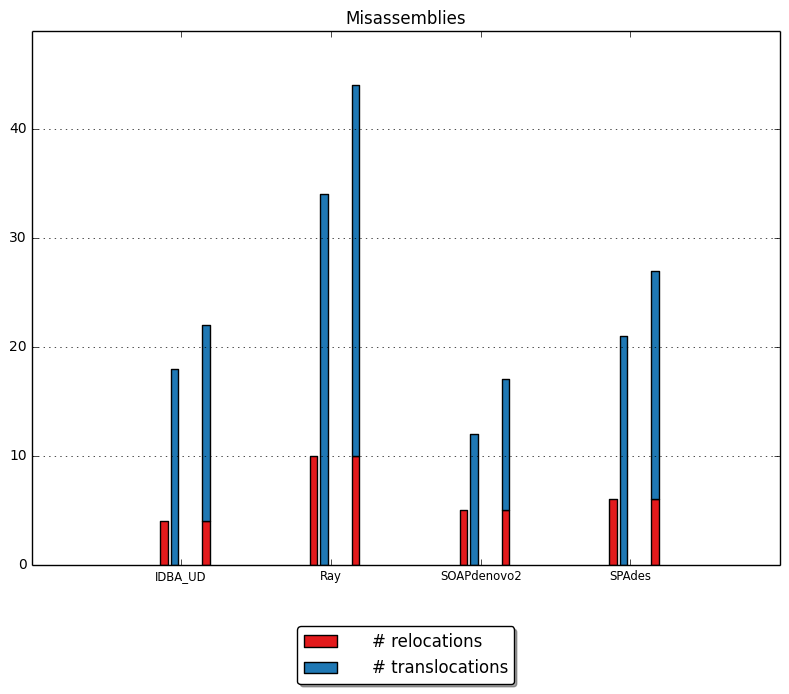 Misassemblies
40
30
20
10
0
IDBA_UD Ray SOAPdenovo2 SPAdes
# relocations
# translocations